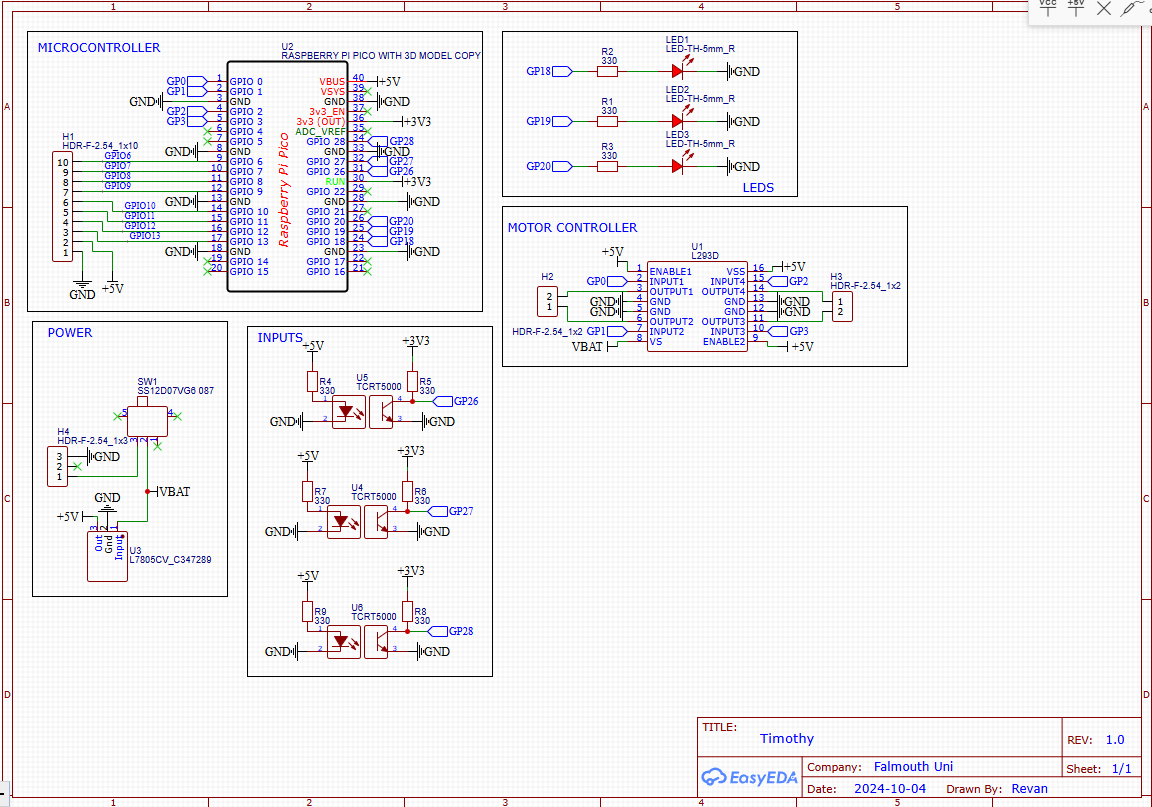 VCC +5V
1 2 3 4 5
A
B
C
D
MICROCONTROLLER
U2
RASPBERRY PI PICO WITH 3D MODEL COPY
GP0 1 GPIO 0 VBUS 40 +5V
GP1 2 GPIO 1 VSYS 39
GND 3 GND GND 38 GND
GP2 4 GPIO 2 3v3_EN 37
GP3 5 GPIO 3 3v3 (OUT) 36 +3V3
6 GPIO 4 ADC_VREF 35
7 GPIO 5 GPIO 28 34 GP28
GND 8 GND GND 33 GND
9 GPIO 6 GPIO 27 32 GP27
10 GPIO 7 GPIO 26 31 GP26
11 GPIO 8 RUN 30 +3V3
12 GPIO 9 GPIO 22 29
GND 13 GND GND 28 GND
14 GPIO 10 GPIO 21 27
15 GPIO 11 GPIO 20 26 GP20
16 GPIO 12 GPIO 19 25 GP19
17 GPIO 13 GPIO 18 24 GP18
GND 18 GND GND 23 GND
19 GPIO 14 GPIO 17 22
20 GPIO 15 GPIO 16 21
Raspberry Pi Pico
H1
HDR-F-2.54_1x10
10 GPIO6
9 GPIO7
8 GPIO8
7 GPIO9
6 GPIO10
5 GPIO11
4 GPIO12
3 GPIO13
2
1
GND +5V
LED1
LED-TH-5mm_R
R2
330
GP18 GND
LED2
LED-TH-5mm_R
R1
330
GP19 GND
LED3
LED-TH-5mm_R
R3
330
GP20 GND
LEDS
MOTOR CONTROLLER
U1
L293D
+5V 1 ENABLE1 VSS 16 +5V
GP0 2 INPUT1 INPUT4 15 GP2
3 OUTPUT1 OUTPUT4 14
GND 4 GND GND 13 GND
GND 5 GND GND 12 GND
6 OUTPUT2 OUTPUT3 11
GP1 7 INPUT2 INPUT3 10 GP3
VBAT 8 VS ENABLE2 9 +5V
H2
2
1
HDR-F-2.54_1x2
H3
HDR-F-2.54_1x2
1
2
POWER
SW1
SS12D07VG6 087
5 4
3 2 1
H4
HDR-F-2.54_1x3
3 GND
2
1
VBAT
GND
+5V
3 2 1
Out Gnd Input
U3
L7805CV_C347289
INPUTS
+5V +3V3
R4
330
U5
TCRT5000
R5
330
1 4 GP26
GND 2 3 GND
+5V +3V3
R7
330
U4
TCRT5000
R6
330
1 4 GP27
GND 2 3 GND
+5V +3V3
R9
330
U6
TCRT5000
R8
330
1 4 GP28
GND 2 3 GND
TITLE:
Timothy
REV: 1.0
EasyEDA
Company: Falmouth Uni
Sheet: 1/1
Date: 2024-10-04 Drawn By: Revan
A
B
C
D
1 2 3 4 5